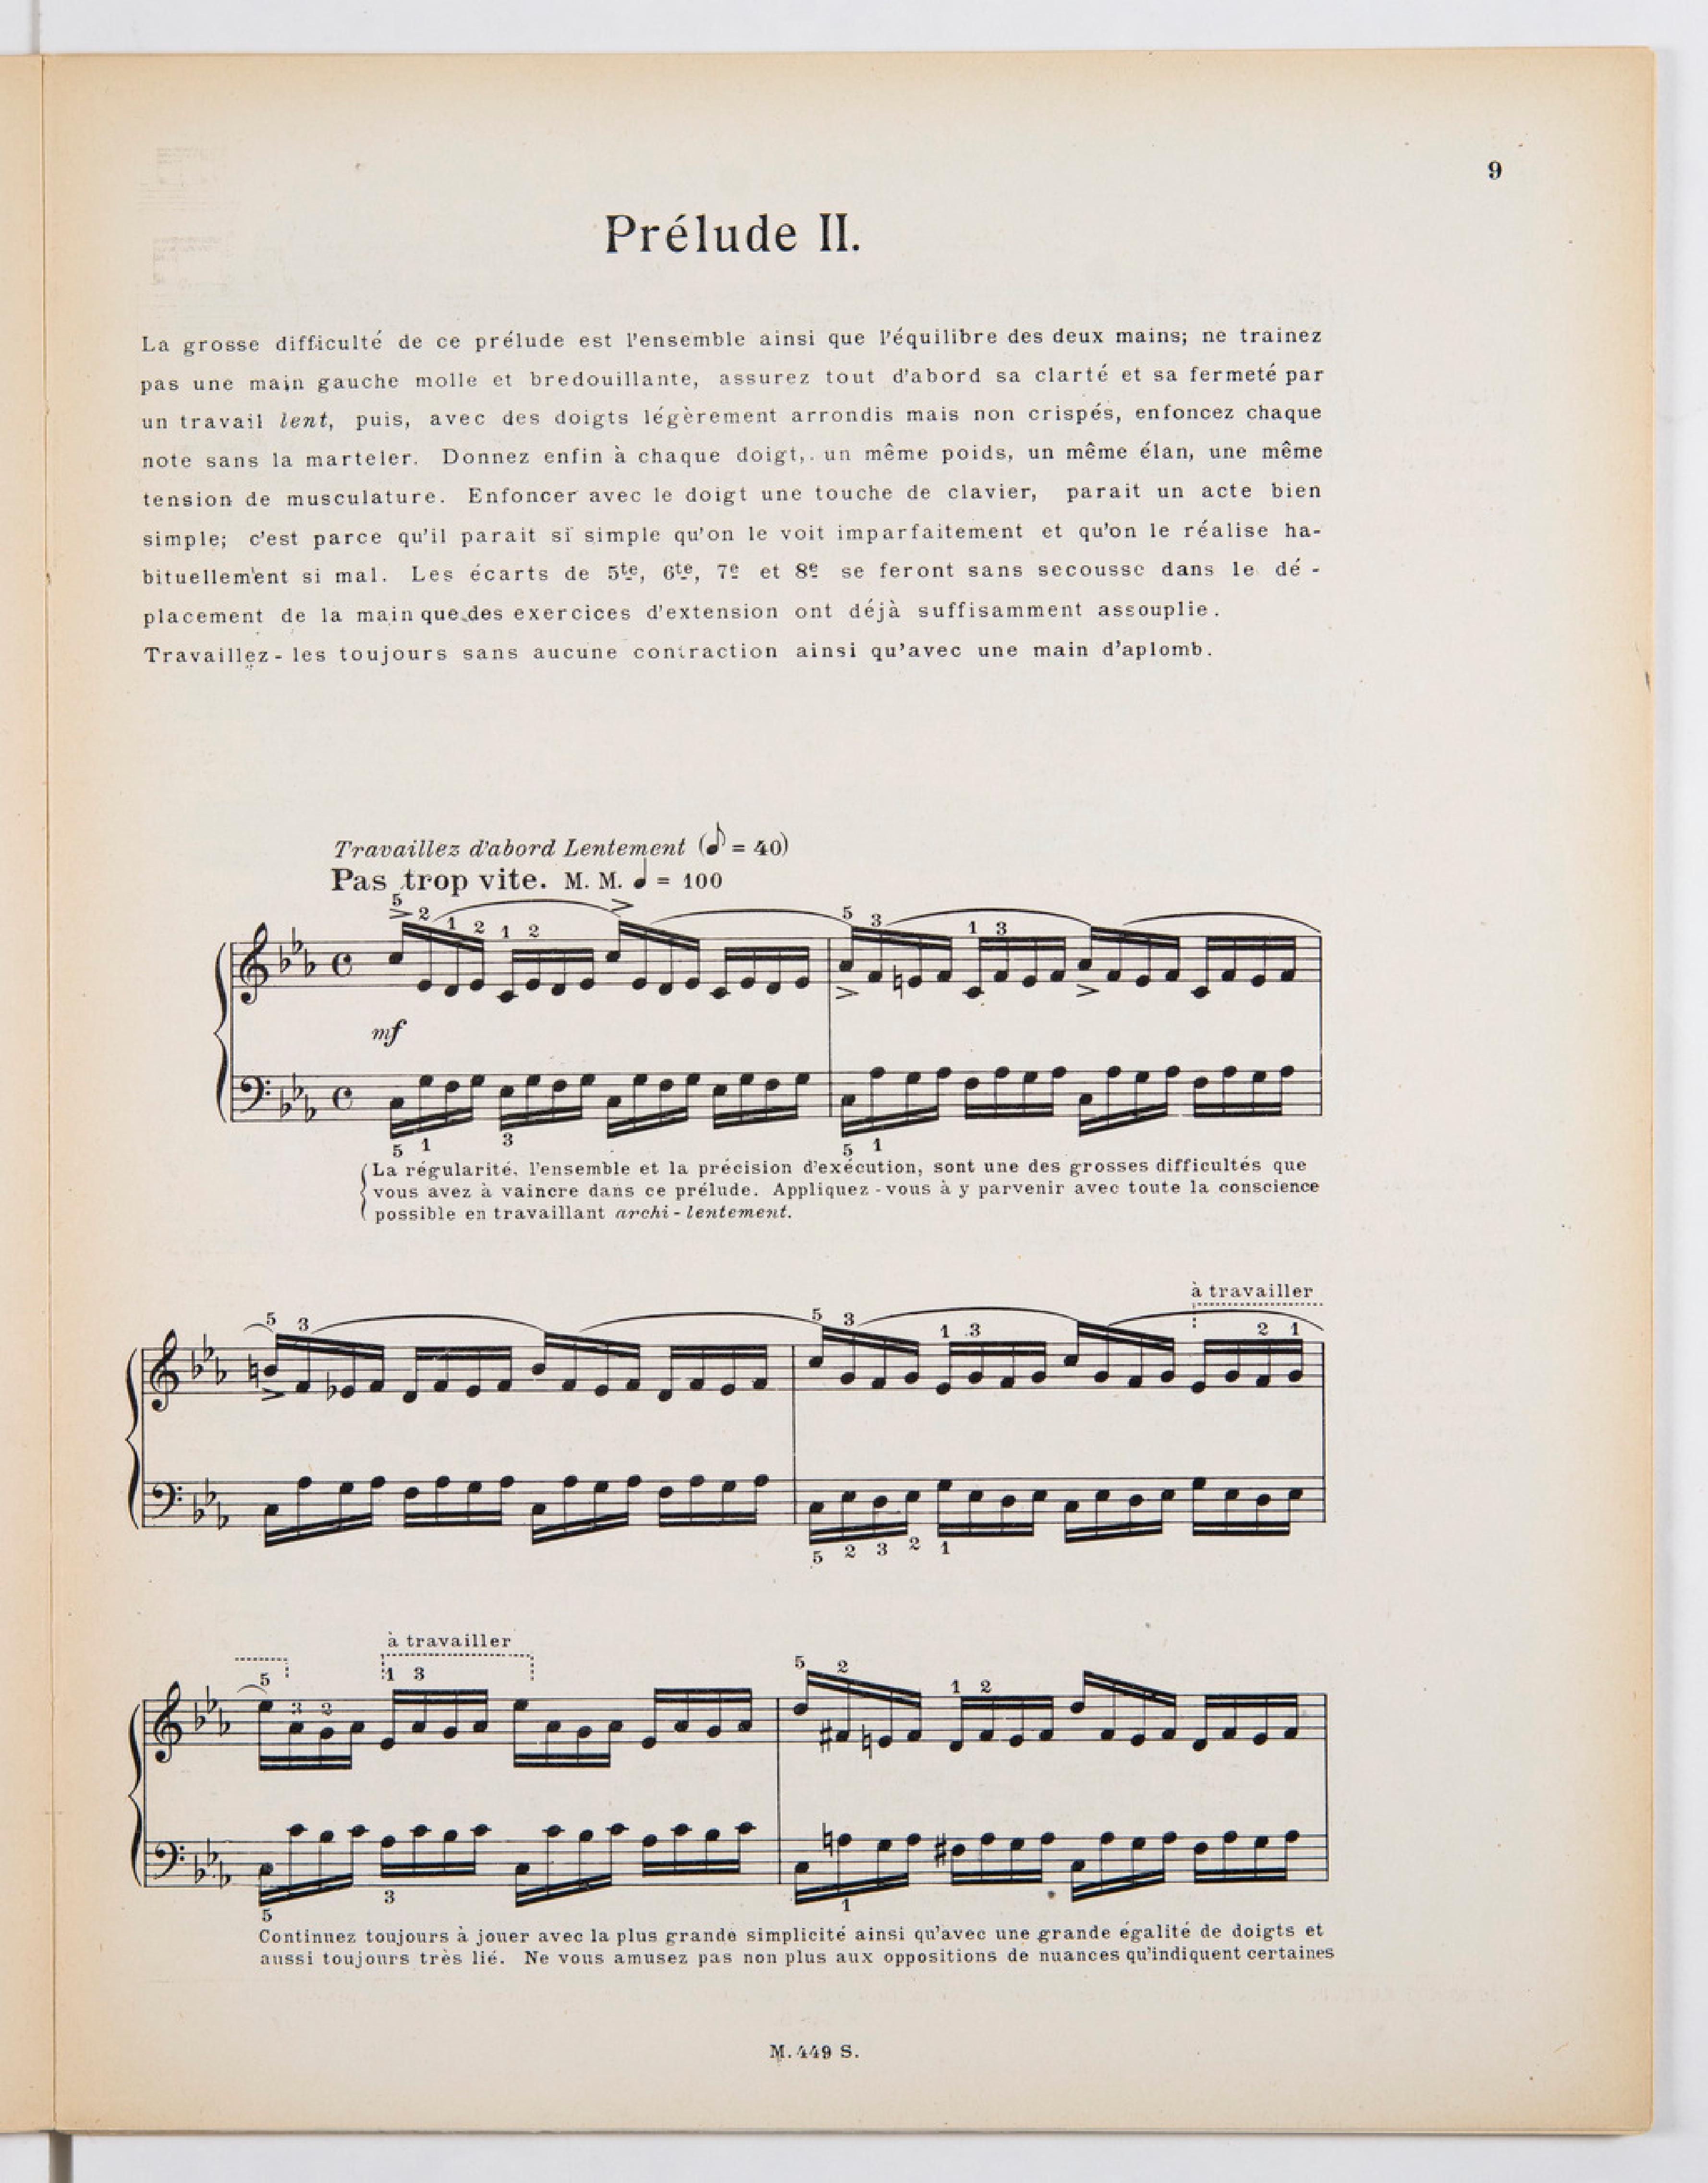 9
Prélude II.
La grosse difficulté de ce prélude est l'ensemble ainsi que l'équilibre des deux mains; ne trainez
pas une main gauche molle et bredouillante, assurez tout d'abord sa clarté et sa fermeté par
un travail lent, puis, avec des doigts légèrement arrondis mais non crispés, enfoncez chaque
note sans la marteler. Donnez enfin à chaque doigt, un même poids, un même élan, une même
tension de musculature. Enfoncer avec le doigt une touche de clavier, parait un acte bien
simple; c'est parce qu'il parait si simple qu'on le voit imparfaitement et qu'on le réalise ha-
bituellement si mal. Les écarts de 5te, 6te, 7e et 8e se feront sans secousse dans le dé-
placement de la main que des exercices d'extension ont déjà suffisamment assouplie.
Travaillez-les toujours sans aucune contraction ainsi qu'avec une main d'aplomb.
Travaillez d'abord Lentement (♪ = 40)
Pas trop vite. M. M. ♩ = 100
5 2 1 2 1 2 5 3 1 3
mf
5 1 3 5 1
La régularité, l'ensemble et la précision d'exécution, sont une des grosses difficultés que
vous avez à vaincre dans ce prélude. Appliquez-vous à y parvenir avec toute la conscience
possible en travaillant archi-lentement.
à travailler
5 3 5 3 1 3 2 1
5 2 3 2 1
à travailler
5 3 2 1 3 5 2 1 2
5 3 1
Continuez toujours à jouer avec la plus grande simplicité ainsi qu'avec une grande égalité de doigts et
aussi toujours très lié. Ne vous amusez pas non plus aux oppositions de nuances qu'indiquent certaines
M. 449 S.